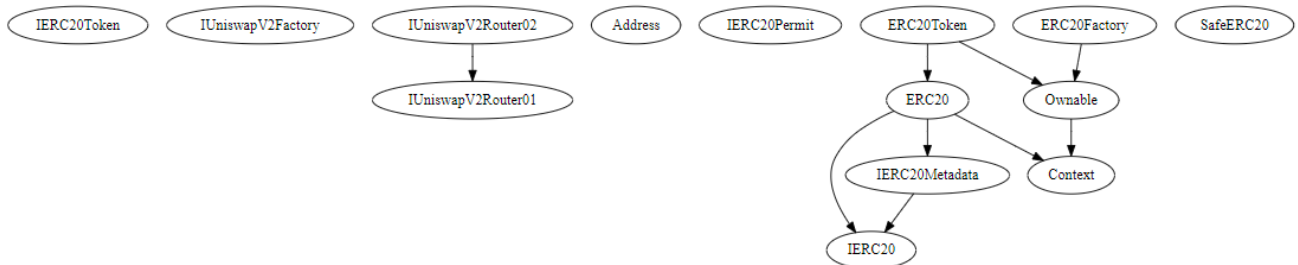 IERC20Token
IUniswapV2Factory
IUniswapV2Router02
Address
IERC20Permit
ERC20Token
ERC20Factory
SafeERC20
IUniswapV2Router01
ERC20
Ownable
IERC20Metadata
Context
IERC20